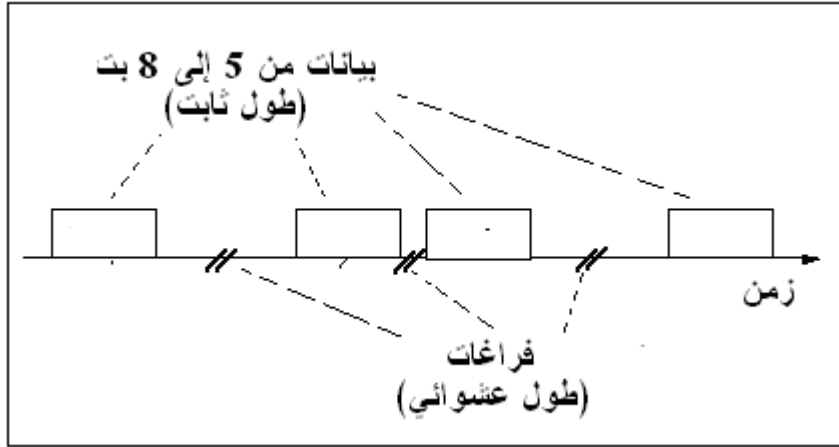 بيانات من 5 إلى 8 بت
(طول ثابت)
زمن
فراغات
(طول عشوائي)